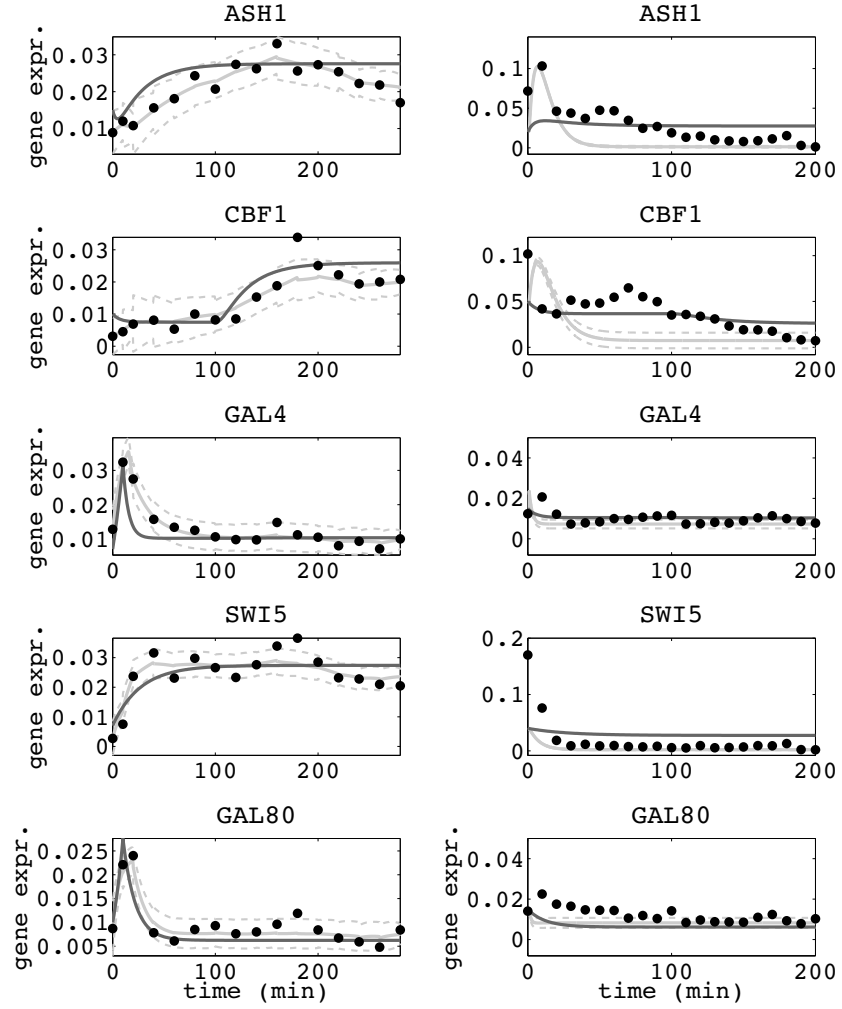 ASH1 ASH1
gene expr.
0.03
0.02
0.01
0 100 200
0.1
0.05
0
0 100 200
CBF1 CBF1
gene expr.
0.03
0.02
0.01
0
0 100 200
0.1
0.05
0
0 100 200
GAL4 GAL4
gene expr.
0.03
0.02
0.01
0 100 200
0.04
0.02
0
0 100 200
SWI5 SWI5
gene expr.
0.03
0.02
0.01
0
0 100 200
0.2
0.1
0
0 100 200
GAL80 GAL80
gene expr.
0.025
0.02
0.015
0.01
0.005
0 100 200
time (min)
gene expr.
0.04
0.02
0
0 100 200
time (min)